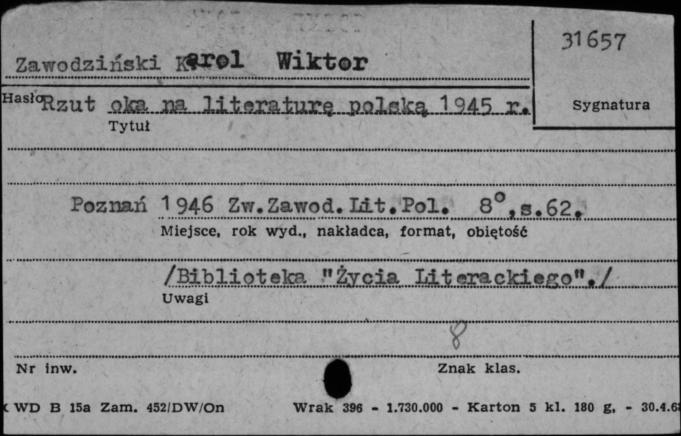 31657
Zawodziński Karol Wiktor
Hasło Rzut oka na literaturę polską 1945 r.
Sygnatura
Tytuł
Poznań 1946 Zw.Zawod.Lit.Pol. 8°,s.62.
Miejsce, rok wyd., nakładca, format, objętość
/Biblioteka "Życia Literackiego"./
Uwagi
8
Nr inw. Znak klas.
WD B 15a Zam. 452/DW/On Wrak 396 - 1.730.000 - Karton 5 kl. 180 g. - 30.4.6